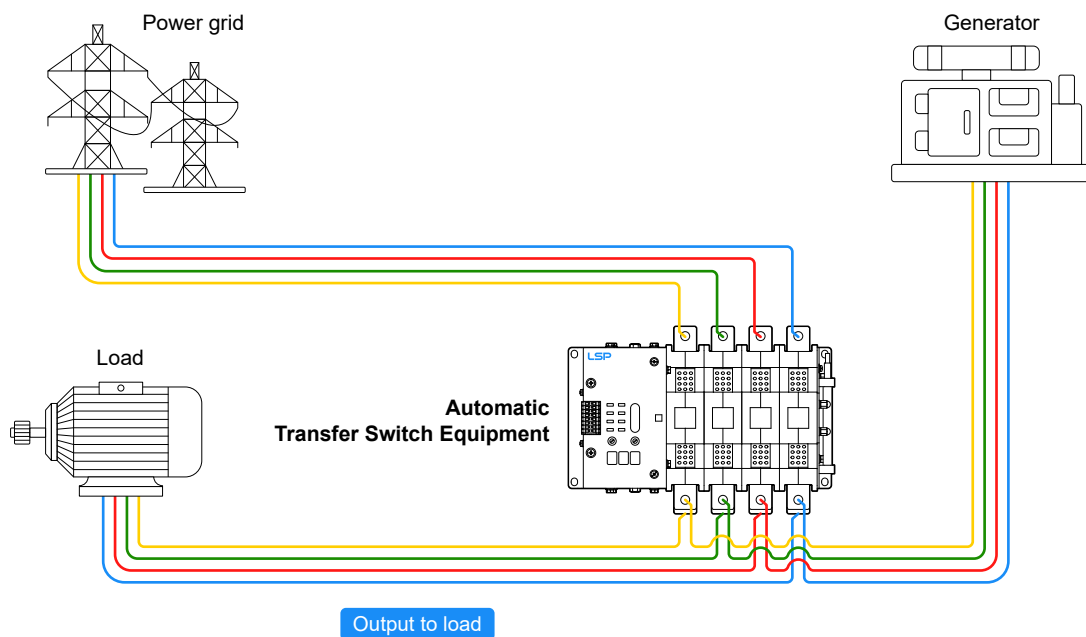 Power grid
Generator
Load
LSP
Automatic
Transfer Switch Equipment
Output to load